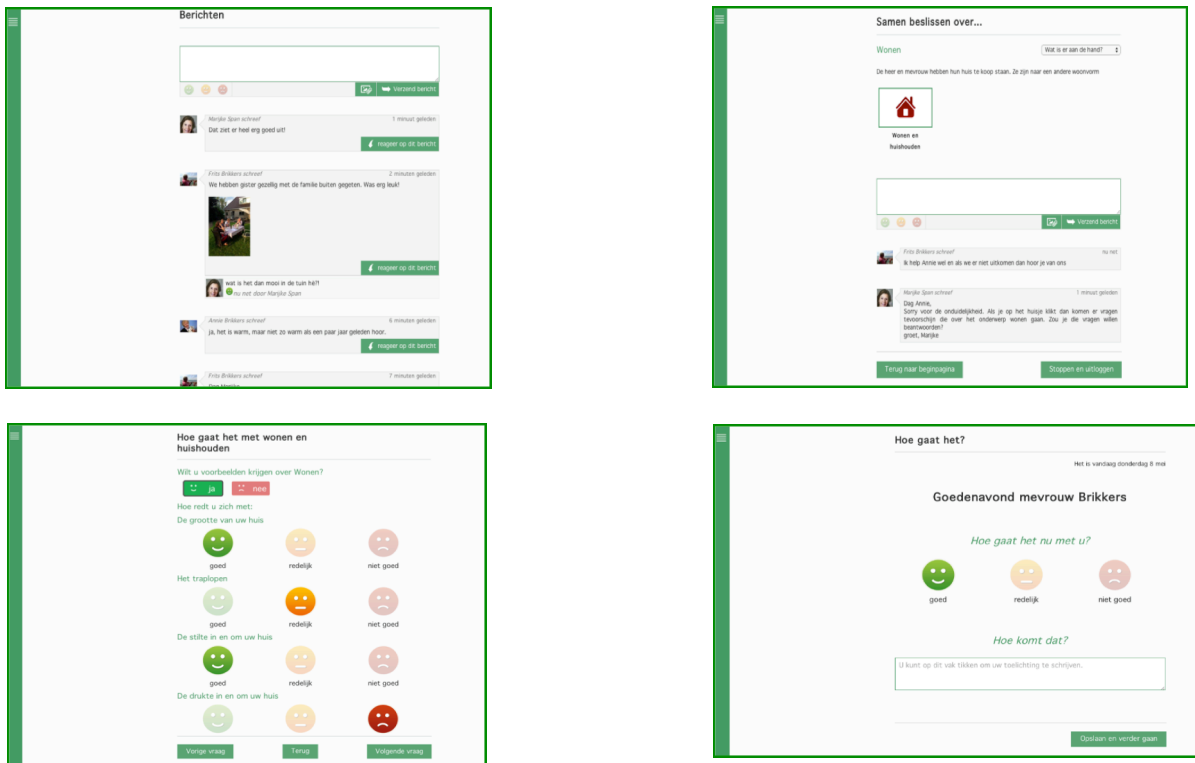 Berichten
Verzend bericht
Marijke Span schreef 1 minuut geleden
Dat ziet er heel erg goed uit!
reageer op dit bericht
Frits Brikkers schreef 2 minuten geleden
We hebben gister gezellig met de familie buiten gegeten. Was erg leuk!
reageer op dit bericht
wat is het dan mooi in de tuin hè?!
nu net door Marijke Span
Annie Brikkers schreef 6 minuten geleden
ja, het is warm, maar niet zo warm als een paar jaar geleden hoor.
reageer op dit bericht
Frits Brikkers schreef 7 minuten geleden
Dag Marijke
Samen beslissen over...
Wonen Wat is er aan de hand?
De heer en mevrouw hebben hun huis te koop staan. Ze zijn naar een andere woonvorm
Wonen en
huishouden
Verzend bericht
Frits Brikkers schreef nu net
Ik help Annie wel en als we er niet uitkomen dan hoor je van ons
Marijke Span schreef 1 minuut geleden
Dag Annie,
Sorry voor de onduidelijkheid. Als je op het huisje klikt dan komen er vragen
tevoorschijn die over het onderwerp wonen gaan. Zou je die vragen willen
beantwoorden?
groet, Marijke
Terug naar beginpagina Stoppen en uitloggen
Hoe gaat het met wonen en
huishouden
Wilt u voorbeelden krijgen over Wonen?
ja nee
Hoe redt u zich met:
De grootte van uw huis
goed redelijk niet goed
Het traplopen
goed redelijk niet goed
De stilte in en om uw huis
goed redelijk niet goed
De drukte in en om uw huis
Vorige vraag Terug Volgende vraag
Hoe gaat het?
Het is vandaag donderdag 8 mei
Goedenavond mevrouw Brikkers
Hoe gaat het nu met u?
goed redelijk niet goed
Hoe komt dat?
U kunt op dit vak tikken om uw toelichting te schrijven.
Opslaan en verder gaan